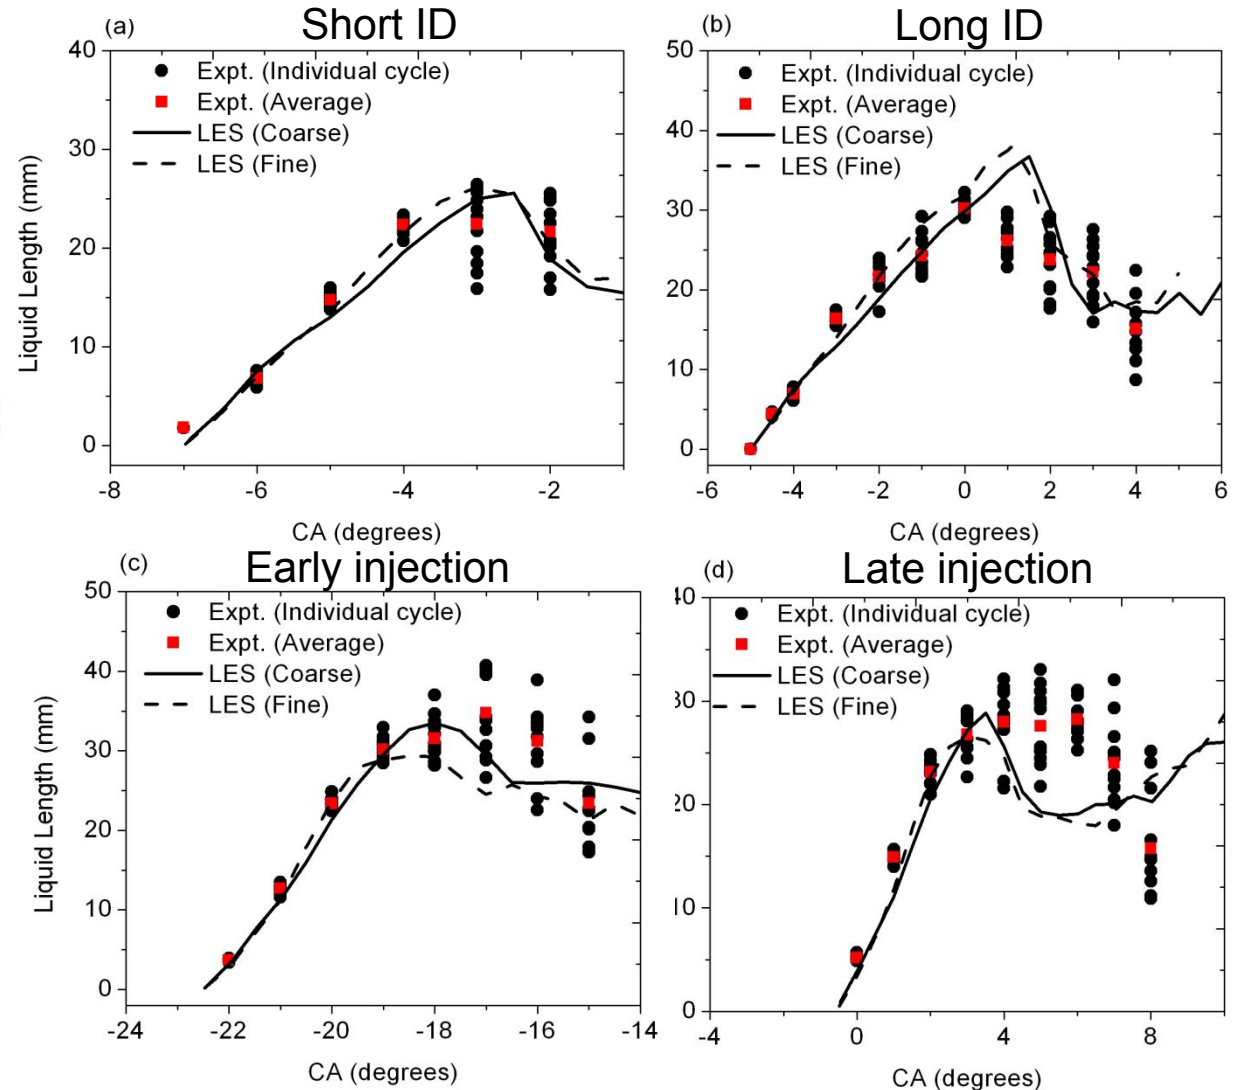 (a) Short ID
40
30
20
10
0
Liquid Length (mm)
Expt. (Individual cycle)
Expt. (Average)
LES (Coarse)
LES (Fine)
-8 -6 -4 -2
CA (degrees)
(b) Long ID
50
40
30
20
10
0
Expt. (Individual cycle)
Expt. (Average)
LES (Coarse)
LES (Fine)
-6 -4 -2 0 2 4 6
CA (degrees)
(c) Early injection
50
40
30
20
10
0
Liquid Length (mm)
Expt. (Individual cycle)
Expt. (Average)
LES (Coarse)
LES (Fine)
-24 -22 -20 -18 -16 -14
CA (degrees)
(d) Late injection
40
30
20
10
0
Expt. (Individual cycle)
Expt. (Average)
LES (Coarse)
LES (Fine)
-4 0 4 8
CA (degrees)